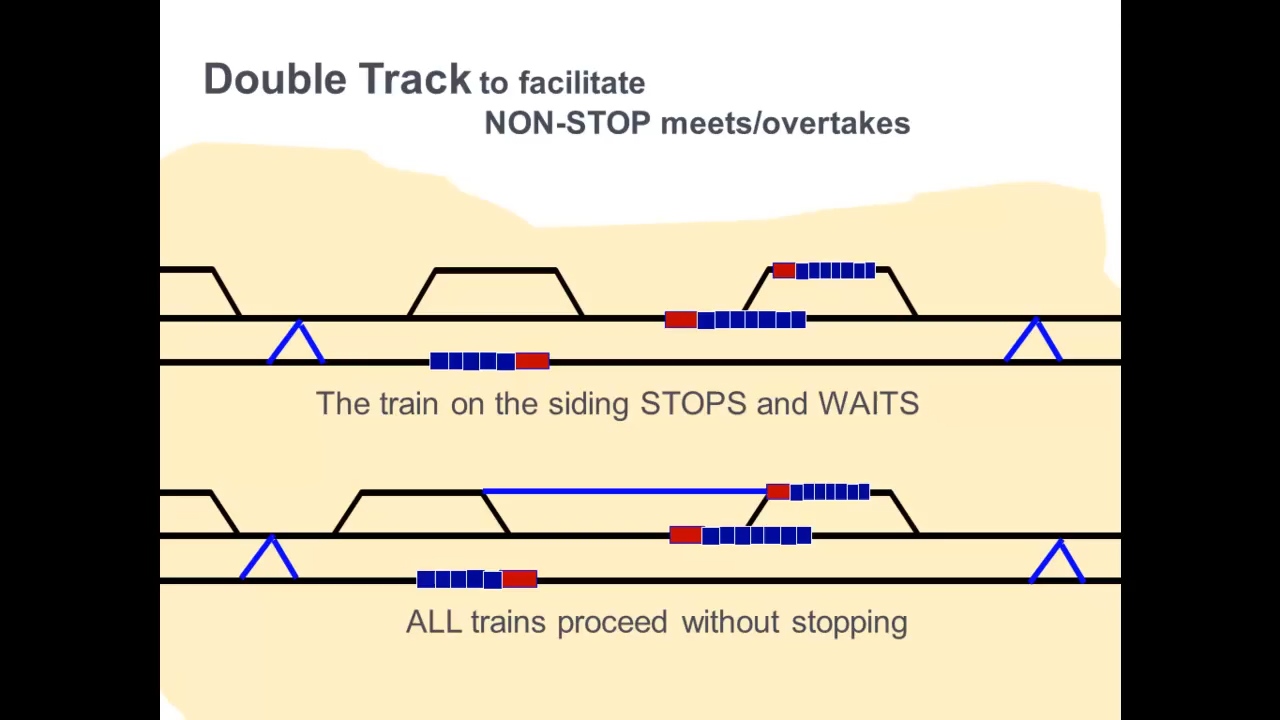 Double Track to facilitate
NON-STOP meets/overtakes
The train on the siding STOPS and WAITS
ALL trains proceed without stopping